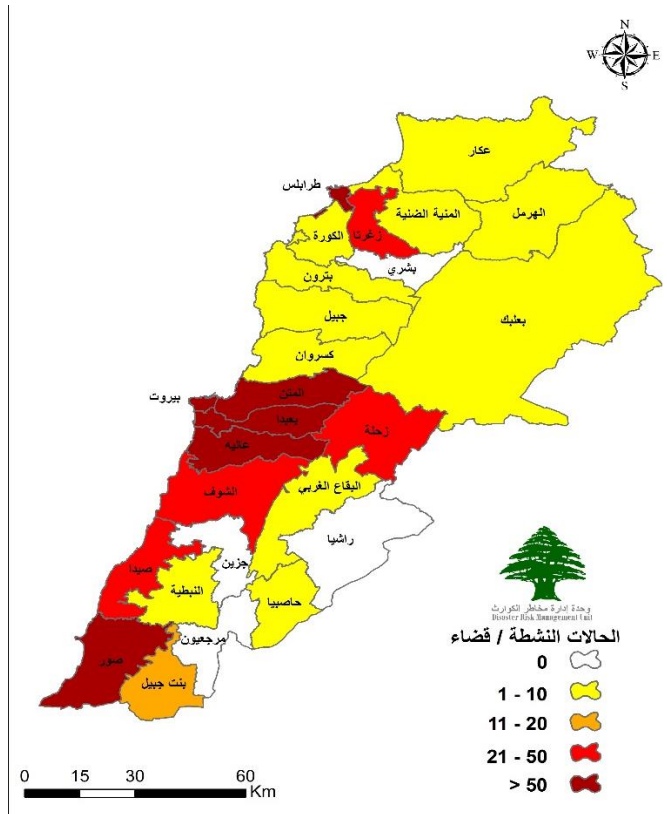 N
W E
S
عكار
طرابلس
المنية الضنية
الهرمل
زغرتا
الكورة
بشري
بترون
جبيل
بعلبك
كسروان
المتن
بيروت
بعبدا
زحلة
عاليه
البقاع الغربي
الشوف
راشيا
جزين
صيدا
النبطية
حاصبيا
مرجعيون
صور
بنت جبيل
وحدة إدارة مخاطر الكوارث
Disaster Risk Management Unit
الحالات النشطة / قضاء
0
1 - 10
11 - 20
21 - 50
> 50
0 15 30 60
Km